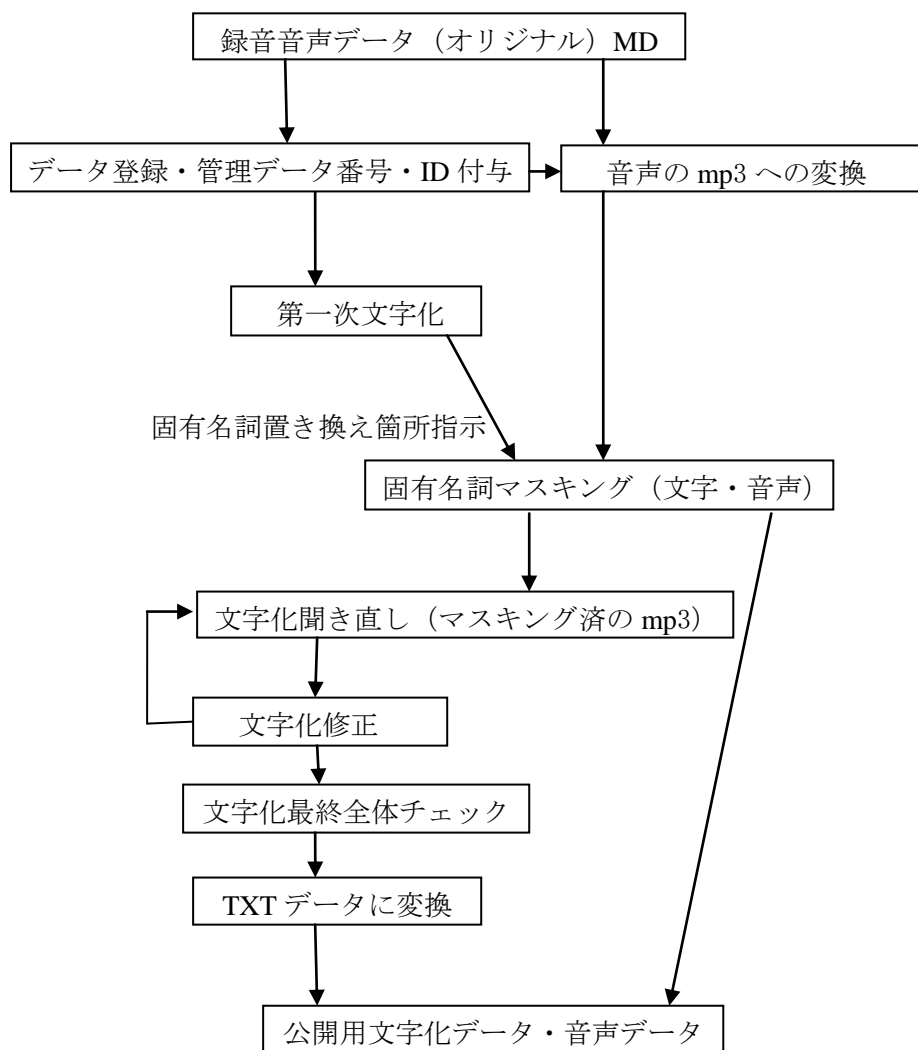 録音音声データ（オリジナル）MD
データ登録・管理データ番号・ID 付与
音声の mp3 への変換
第一次文字化
固有名詞置き換え箇所指示
固有名詞マスキング（文字・音声）
文字化聞き直し（マスキング済の mp3）
文字化修正
文字化最終全体チェック
TXT データに変換
公開用文字化データ・音声データ